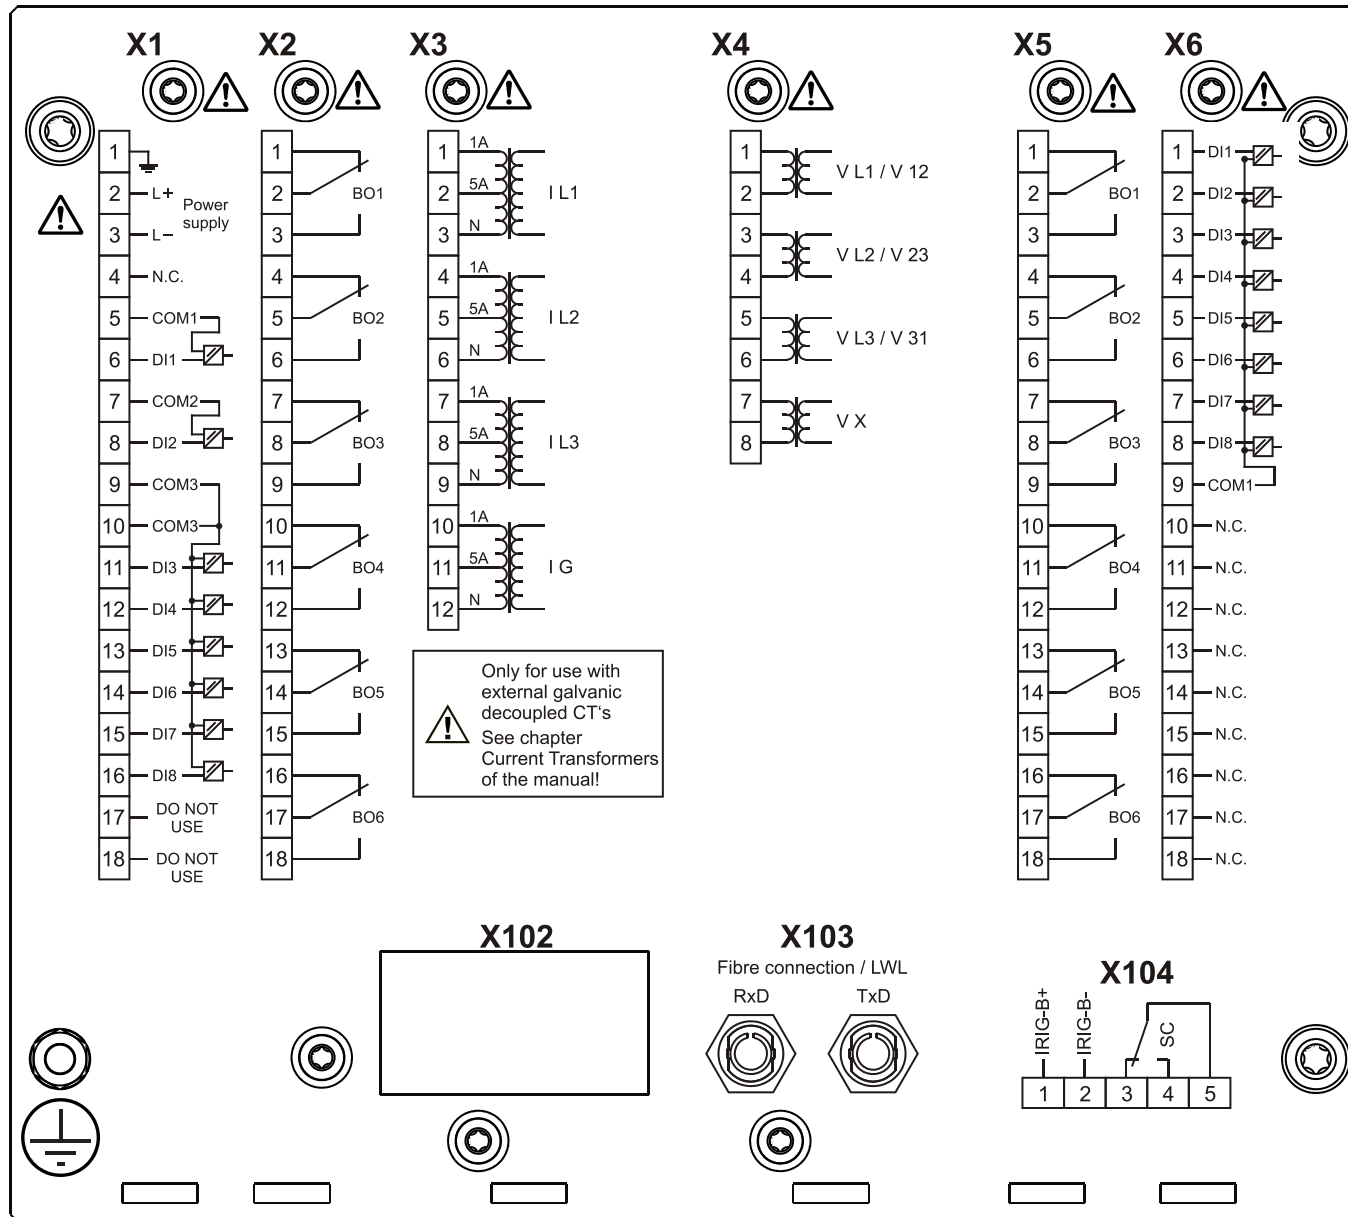 X1 X2 X3 X4 X5 X6
1
2 L+
3 L−
Power
supply
4 N.C.
5 COM1
6 DI1
7 COM2
8 DI2
9 COM3
10 COM3
11 DI3
12 DI4
13 DI5
14 DI6
15 DI7
16 DI8
17 DO NOT
USE
18 DO NOT
USE
1
2 BO1
3
4
5 BO2
6
7
8 BO3
9
10
11 BO4
12
13
14 BO5
15
16
17 BO6
18
1 1A
2 5A I L1
3 N
4 1A
5 5A I L2
6 N
7 1A
8 5A I L3
9 N
10 1A
11 5A I G
12 N
Only for use with
external galvanic
decoupled CT‘s
See chapter
Current Transformers
of the manual!
1
V L1 / V 12
2
3
V L2 / V 23
4
5
V L3 / V 31
6
7
V X
8
1
2 BO1
3
4
5 BO2
6
7
8 BO3
9
10
11 BO4
12
13
14 BO5
15
16
17 BO6
18
1 DI1
2 DI2
3 DI3
4 DI4
5 DI5
6 DI6
7 DI7
8 DI8
9 COM1
10 N.C.
11 N.C.
12 N.C.
13 N.C.
14 N.C.
15 N.C.
16 N.C.
17 N.C.
18 N.C.
X102
X103
Fibre connection / LWL
RxD TxD
X104
IRIG-B+
IRIG-B-
SC
1 2 3 4 5